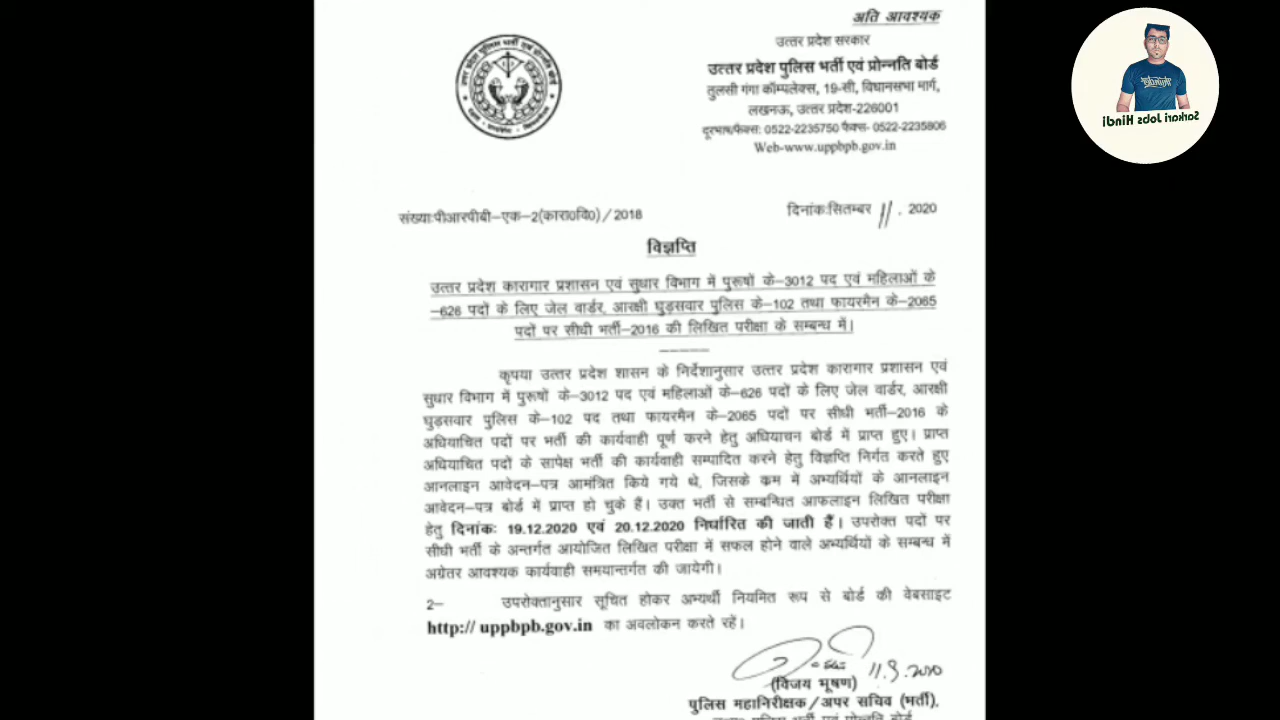 अति आवश्यक
उत्तर प्रदेश सरकार
उत्तर प्रदेश पुलिस भर्ती एवं प्रोन्नति बोर्ड
तुलसी गंगा कॉम्पलेक्स, 19-सी, विधानसभा मार्ग,
लखनऊ, उत्तर प्रदेश-226001
दूरभाष/फैक्स: 0522-2235750 फैक्स- 0522-2235806
Web-www.uppbpb.gov.in
Sarkari Jobs Hindi
संख्या:पीआरपीबी-एक-2(कारा0वि0)/2018
दिनांक:सितम्बर 11. 2020
विज्ञप्ति
उत्तर प्रदेश कारागार प्रशासन एवं सुधार विभाग में पुरूषों के-3012 पद एवं महिलाओं के
-626 पदों के लिए जेल वार्डर, आरक्षी घुड़सवार पुलिस के-102 तथा फायरमैन के-2065
पदों पर सीधी भर्ती-2016 की लिखित परीक्षा के सम्बन्ध में।
कृपया उत्तर प्रदेश शासन के निर्देशानुसार उत्तर प्रदेश कारागार प्रशासन एवं
सुधार विभाग में पुरूषों के-3012 पद एवं महिलाओं के-626 पदों के लिए जेल वार्डर, आरक्षी
घुड़सवार पुलिस के-102 पद तथा फायरमैन के-2065 पदों पर सीधी भर्ती-2016 के
अधियाचित पदों पर भर्ती की कार्यवाही पूर्ण करने हेतु अधियाचन बोर्ड में प्राप्त हुए। प्राप्त
अधियाचित पदों के सापेक्ष भर्ती की कार्यवाही सम्पादित करने हेतु विज्ञप्ति निर्गत करते हुए
आनलाइन आवेदन-पत्र आमंत्रित किये गये थे, जिसके क्रम में अभ्यर्थियों के आनलाइन
आवेदन-पत्र बोर्ड में प्राप्त हो चुके हैं। उक्त भर्ती से सम्बन्धित आफलाइन लिखित परीक्षा
हेतु दिनांक: 19.12.2020 एवं 20.12.2020 निर्धारित की जाती हैं। उपरोक्त पदों पर
सीधी भर्ती के अन्तर्गत आयोजित लिखित परीक्षा में सफल होने वाले अभ्यर्थियों के सम्बन्ध में
अग्रेतर आवश्यक कार्यवाही समयान्तर्गत की जायेगी।
2- उपरोक्तानुसार सूचित होकर अभ्यर्थी नियमित रूप से बोर्ड की वेबसाइट
http:// uppbpb.gov.in का अवलोकन करते रहें।
11.9.2020
(विजय भूषण)
पुलिस महानिरीक्षक/अपर सचिव (भर्ती),